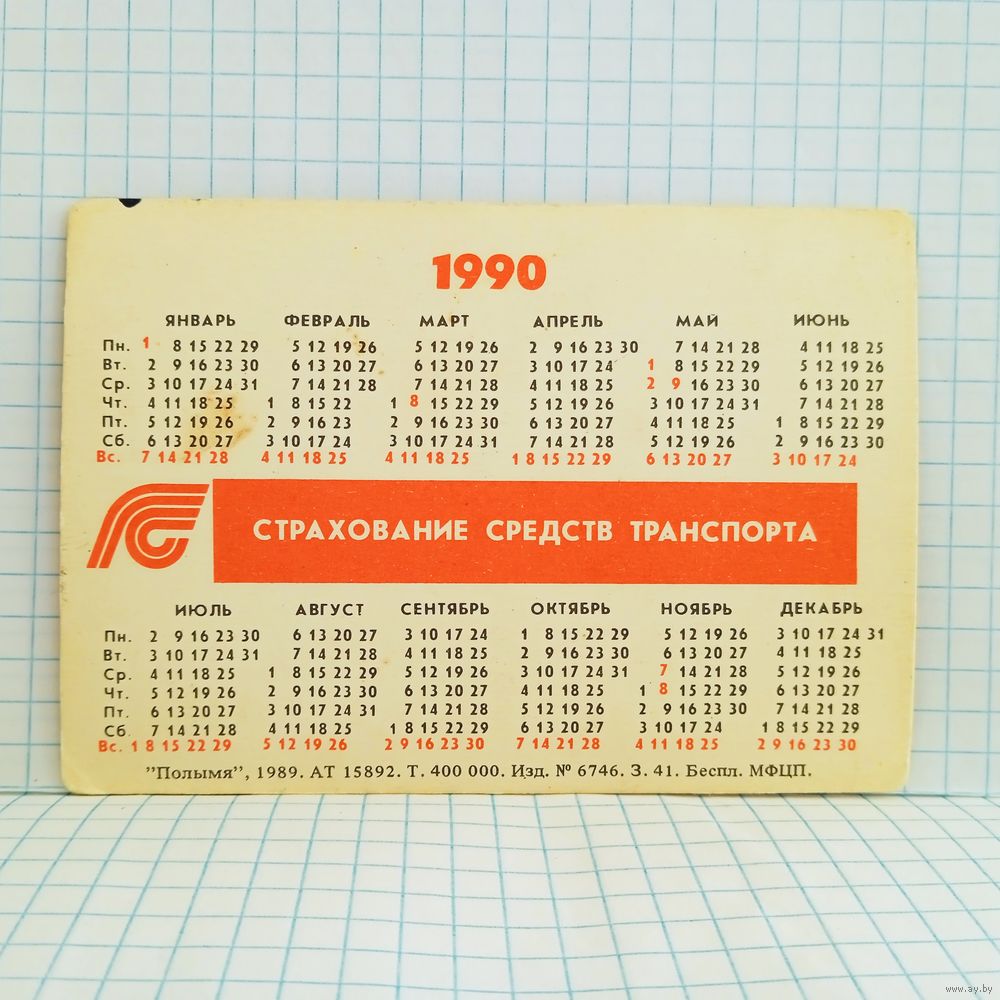 1990
ЯНВАРЬ ФЕВРАЛЬ МАРТ АПРЕЛЬ МАЙ ИЮНЬ
Пн. 1 8 15 22 29 5 12 19 26 5 12 19 26 2 9 16 23 30 7 14 21 28 4 11 18 25
Вт. 2 9 16 23 30 6 13 20 27 6 13 20 27 3 10 17 24 1 8 15 22 29 5 12 19 26
Ср. 3 10 17 24 31 7 14 21 28 7 14 21 28 4 11 18 25 2 9 16 23 30 6 13 20 27
Чт. 4 11 18 25 1 8 15 22 1 8 15 22 29 5 12 19 26 3 10 17 24 31 7 14 21 28
Пт. 5 12 19 26 2 9 16 23 2 9 16 23 30 6 13 20 27 4 11 18 25 1 8 15 22 29
Сб. 6 13 20 27 3 10 17 24 3 10 17 24 31 7 14 21 28 5 12 19 26 2 9 16 23 30
Вс. 7 14 21 28 4 11 18 25 4 11 18 25 1 8 15 22 29 6 13 20 27 3 10 17 24
СТРАХОВАНИЕ СРЕДСТВ ТРАНСПОРТА
ИЮЛЬ АВГУСТ СЕНТЯБРЬ ОКТЯБРЬ НОЯБРЬ ДЕКАБРЬ
Пн. 2 9 16 23 30 6 13 20 27 3 10 17 24 1 8 15 22 29 5 12 19 26 3 10 17 24 31
Вт. 3 10 17 24 31 7 14 21 28 4 11 18 25 2 9 16 23 30 6 13 20 27 4 11 18 25
Ср. 4 11 18 25 1 8 15 22 29 5 12 19 26 3 10 17 24 31 7 14 21 28 5 12 19 26
Чт. 5 12 19 26 2 9 16 23 30 6 13 20 27 4 11 18 25 1 8 15 22 29 6 13 20 27
Пт. 6 13 20 27 3 10 17 24 31 7 14 21 28 5 12 19 26 2 9 16 23 30 7 14 21 28
Сб. 7 14 21 28 4 11 18 25 1 8 15 22 29 6 13 20 27 3 10 17 24 1 8 15 22 29
Вс. 1 8 15 22 29 5 12 19 26 2 9 16 23 30 7 14 21 28 4 11 18 25 2 9 16 23 30
"Полымя", 1989. АТ 15892. Т. 400 000. Изд. № 6746. З. 41. Беспл. МФЦП.
www.ay.by